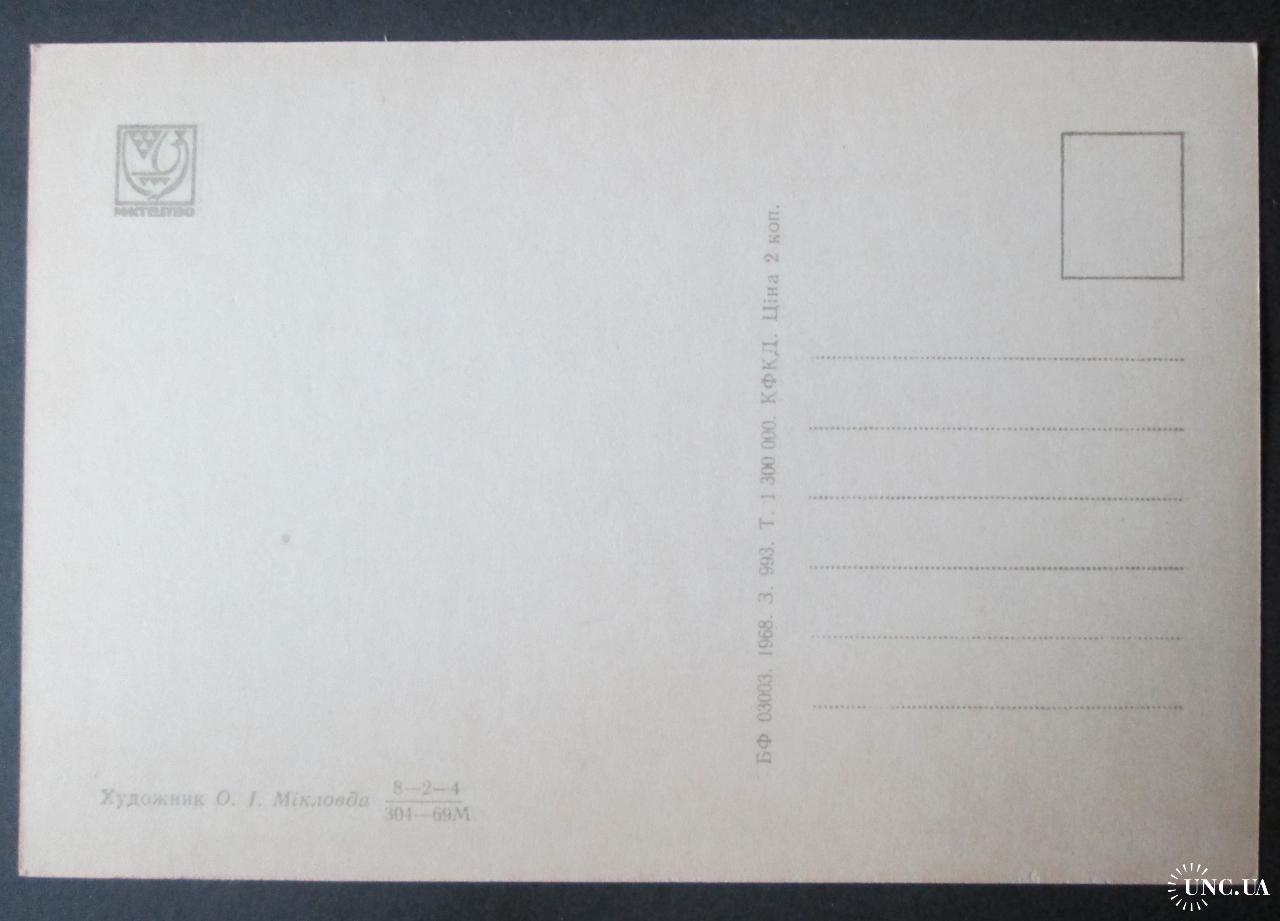 МИСТЕЦТВО
БФ 03003. 1968. З. 993. Т. 1 300 000. КФКД. Ціна 2 коп.
Художник О. І. Мікловда 8—2—4
304—69М
UNC.UA